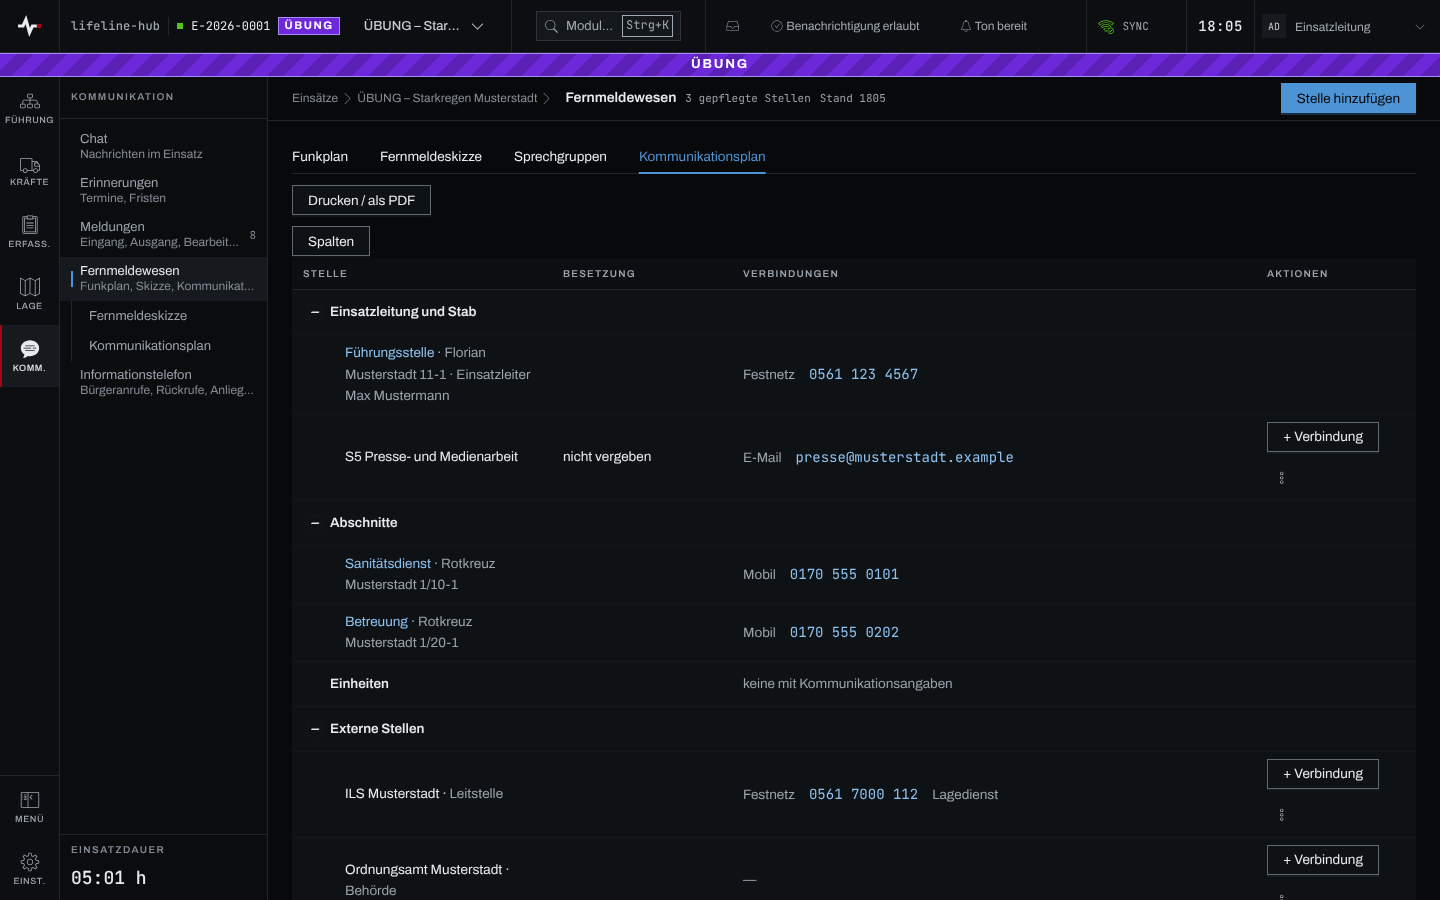 lifeline-hub
E-2026-0001
ÜBUNG
ÜBUNG – Star...
Modul...
Strg+K
Benachrichtigung erlaubt
Ton bereit
SYNC
18:05
AD
Einsatzleitung
ÜBUNG
FÜHRUNG
KRÄFTE
ERFASS.
LAGE
KOMM.
MENÜ
EINST.
KOMMUNIKATION
Chat
Nachrichten im Einsatz
Erinnerungen
Termine, Fristen
Meldungen
Eingang, Ausgang, Bearbeit...
8
Fernmeldewesen
Funkplan, Skizze, Kommunikat...
Fernmeldeskizze
Kommunikationsplan
Informationstelefon
Bürgeranrufe, Rückrufe, Anlieg...
EINSATZDAUER
05:01 h
Einsätze
ÜBUNG – Starkregen Musterstadt
Fernmeldewesen
3 gepflegte Stellen
Stand 1805
Stelle hinzufügen
Funkplan
Fernmeldeskizze
Sprechgruppen
Kommunikationsplan
Drucken / als PDF
Spalten
STELLE
BESETZUNG
VERBINDUNGEN
AKTIONEN
– Einsatzleitung und Stab
Führungsstelle · Florian
Musterstadt 11-1 · Einsatzleiter
Max Mustermann
Festnetz 0561 123 4567
S5 Presse- und Medienarbeit
nicht vergeben
E-Mail presse@musterstadt.example
+ Verbindung
– Abschnitte
Sanitätsdienst · Rotkreuz
Musterstadt 1/10-1
Mobil 0170 555 0101
Betreuung · Rotkreuz
Musterstadt 1/20-1
Mobil 0170 555 0202
Einheiten
keine mit Kommunikationsangaben
– Externe Stellen
ILS Musterstadt · Leitstelle
Festnetz 0561 7000 112 Lagedienst
+ Verbindung
Ordnungsamt Musterstadt ·
Behörde
—
+ Verbindung